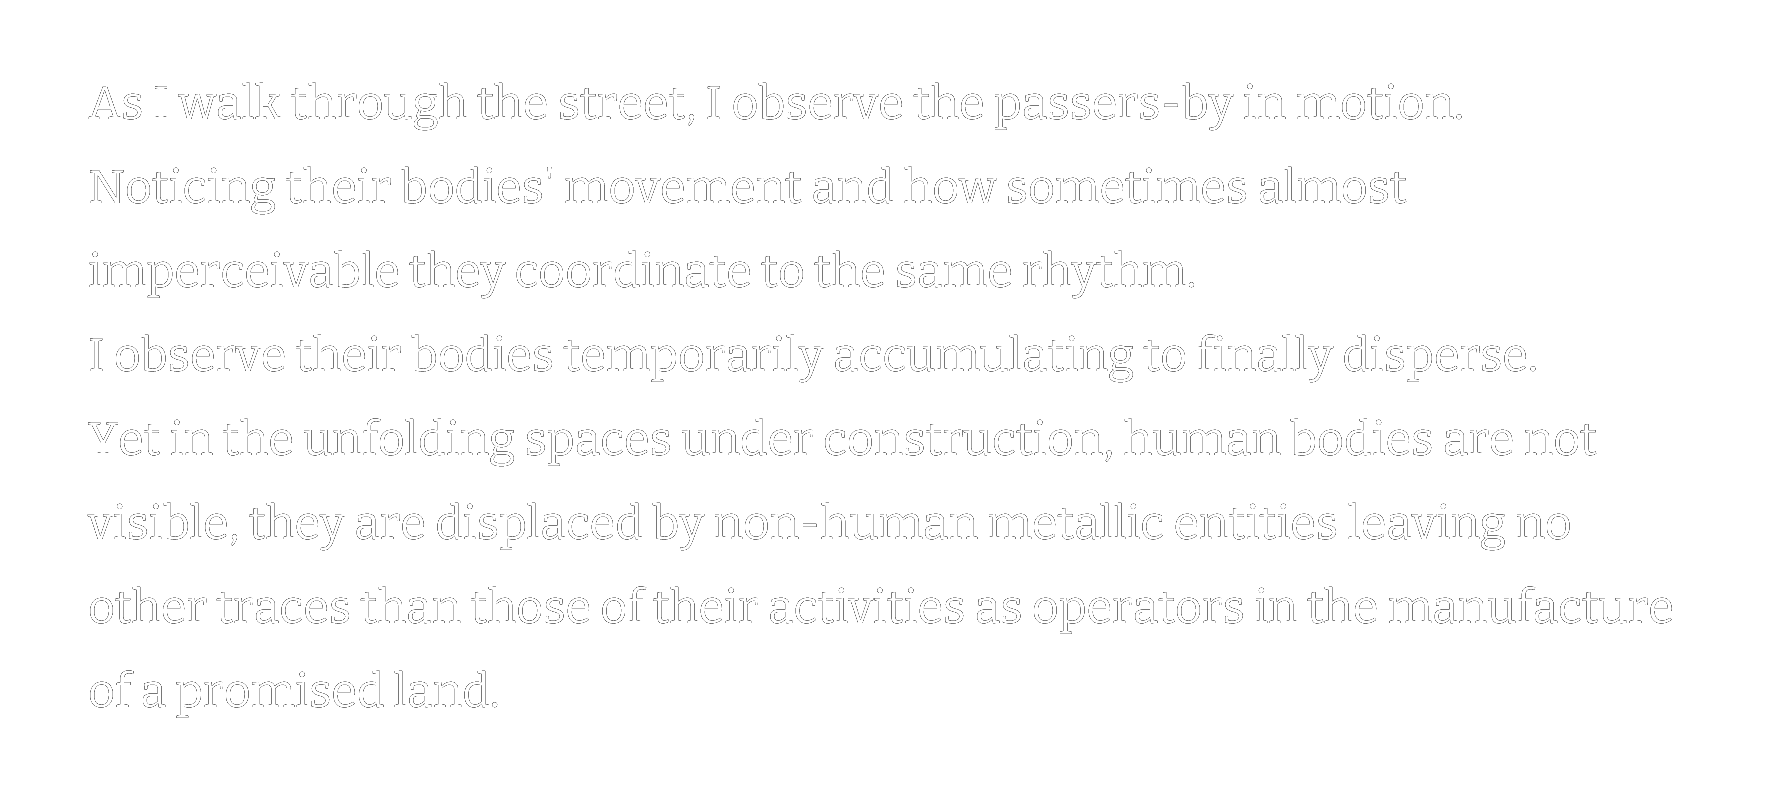 As I walk through the street, I observe the passers-by in motion.
Noticing their bodies' movement and how sometimes almost
imperceivable they coordinate to the same rhythm.
I observe their bodies temporarily accumulating to finally disperse.
Yet in the unfolding spaces under construction, human bodies are not
visible, they are displaced by non-human metallic entities leaving no
other traces than those of their activities as operators in the manufacture
of a promised land.